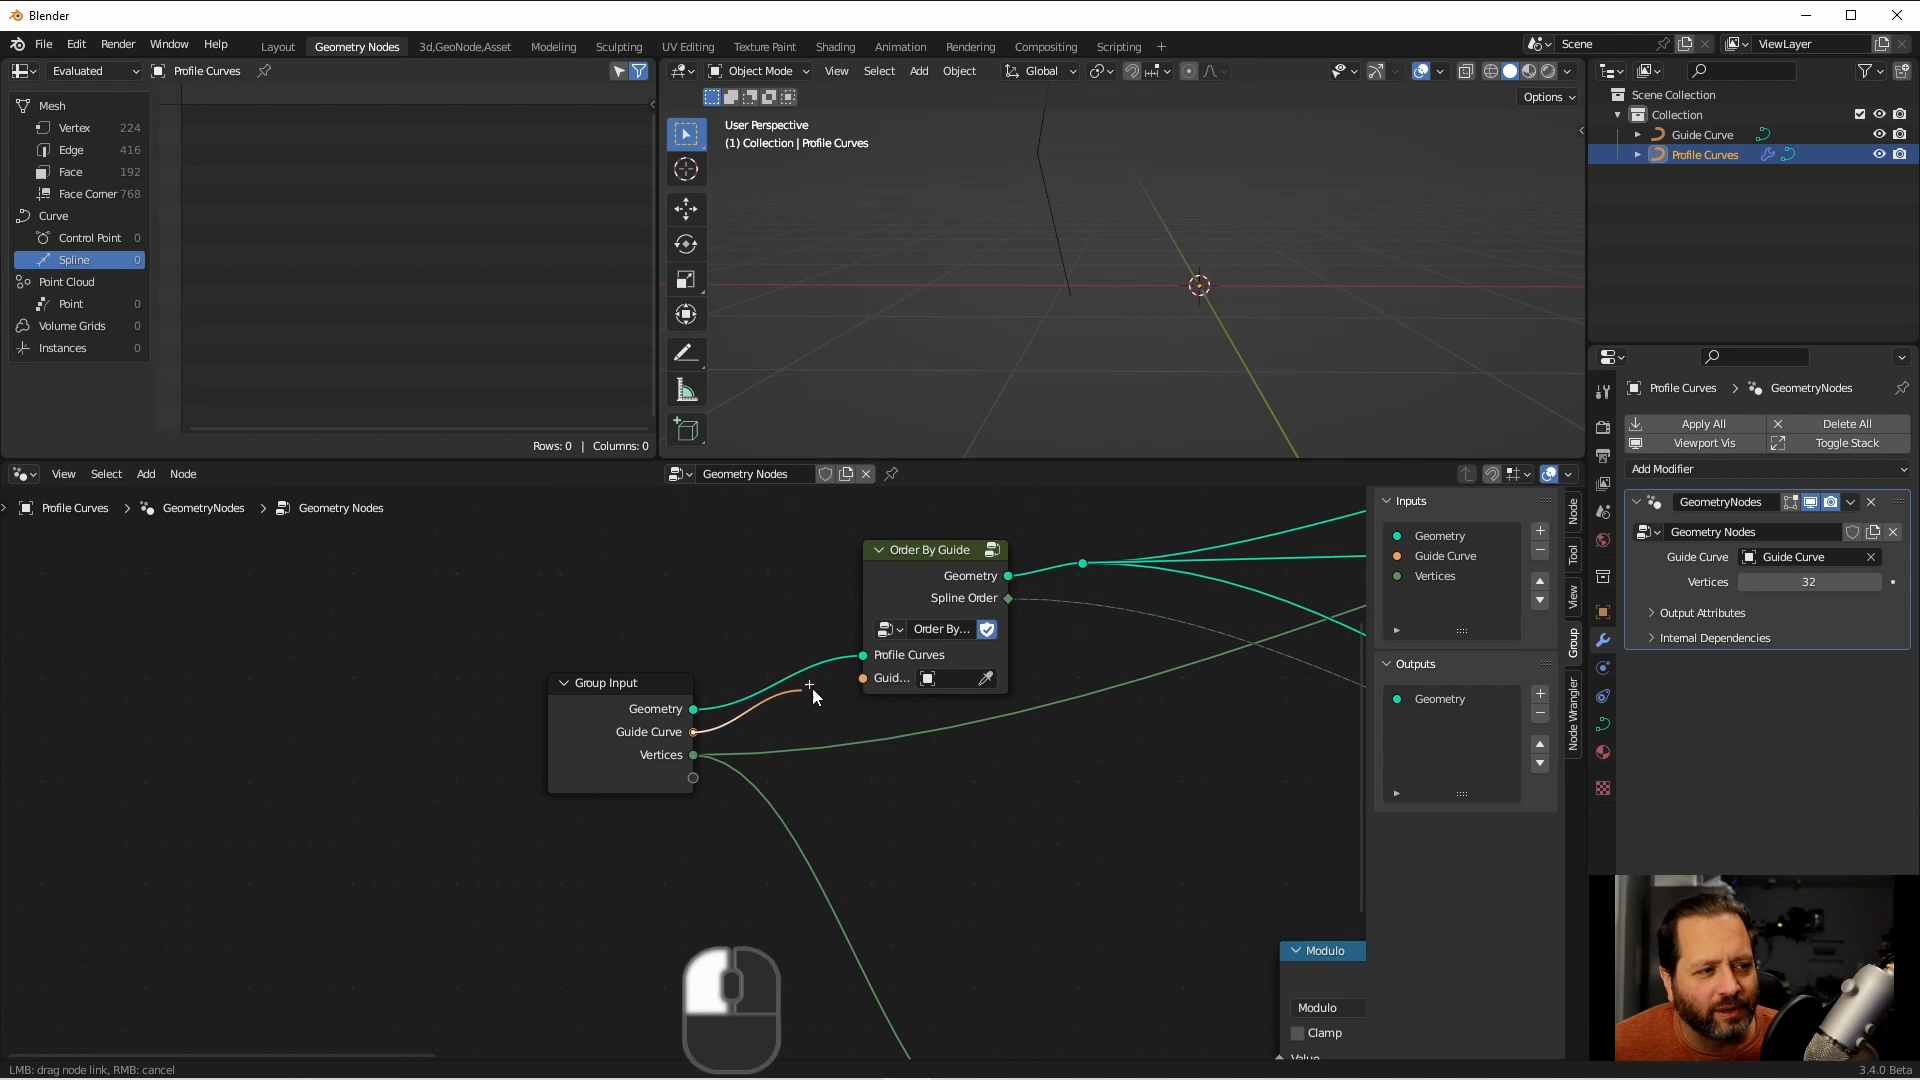 Blender
File Edit Render Window Help
Layout Geometry Nodes 3d,GeoNode,Asset Modeling Sculpting UV Editing Texture Paint Shading Animation Rendering Compositing Scripting
Scene ViewLayer
Evaluated Profile Curves
Mesh
Vertex 224
Edge 416
Face 192
Face Corner 768
Curve
Control Point 0
Spline 0
Point Cloud
Point 0
Volume Grids 0
Instances 0
Rows: 0 | Columns: 0
Object Mode View Select Add Object Global
Options
User Perspective
(1) Collection | Profile Curves
Scene Collection
Collection
Guide Curve
Profile Curves
Profile Curves > GeometryNodes
Apply All Delete All
Viewport Vis Toggle Stack
Add Modifier
GeometryNodes
Geometry Nodes
Guide Curve Guide Curve
Vertices 32
Output Attributes
Internal Dependencies
View Select Add Node Geometry Nodes
Profile Curves > GeometryNodes > Geometry Nodes
Order By Guide
Geometry
Spline Order
Order By...
Profile Curves
Guid...
Group Input
Geometry
Guide Curve
Vertices
Modulo
Modulo
Clamp
Value
Inputs
Geometry
Guide Curve
Vertices
Outputs
Geometry
Node
Tool
View
Group
Node Wrangler
LMB: drag node link, RMB: cancel
3.4.0 Beta